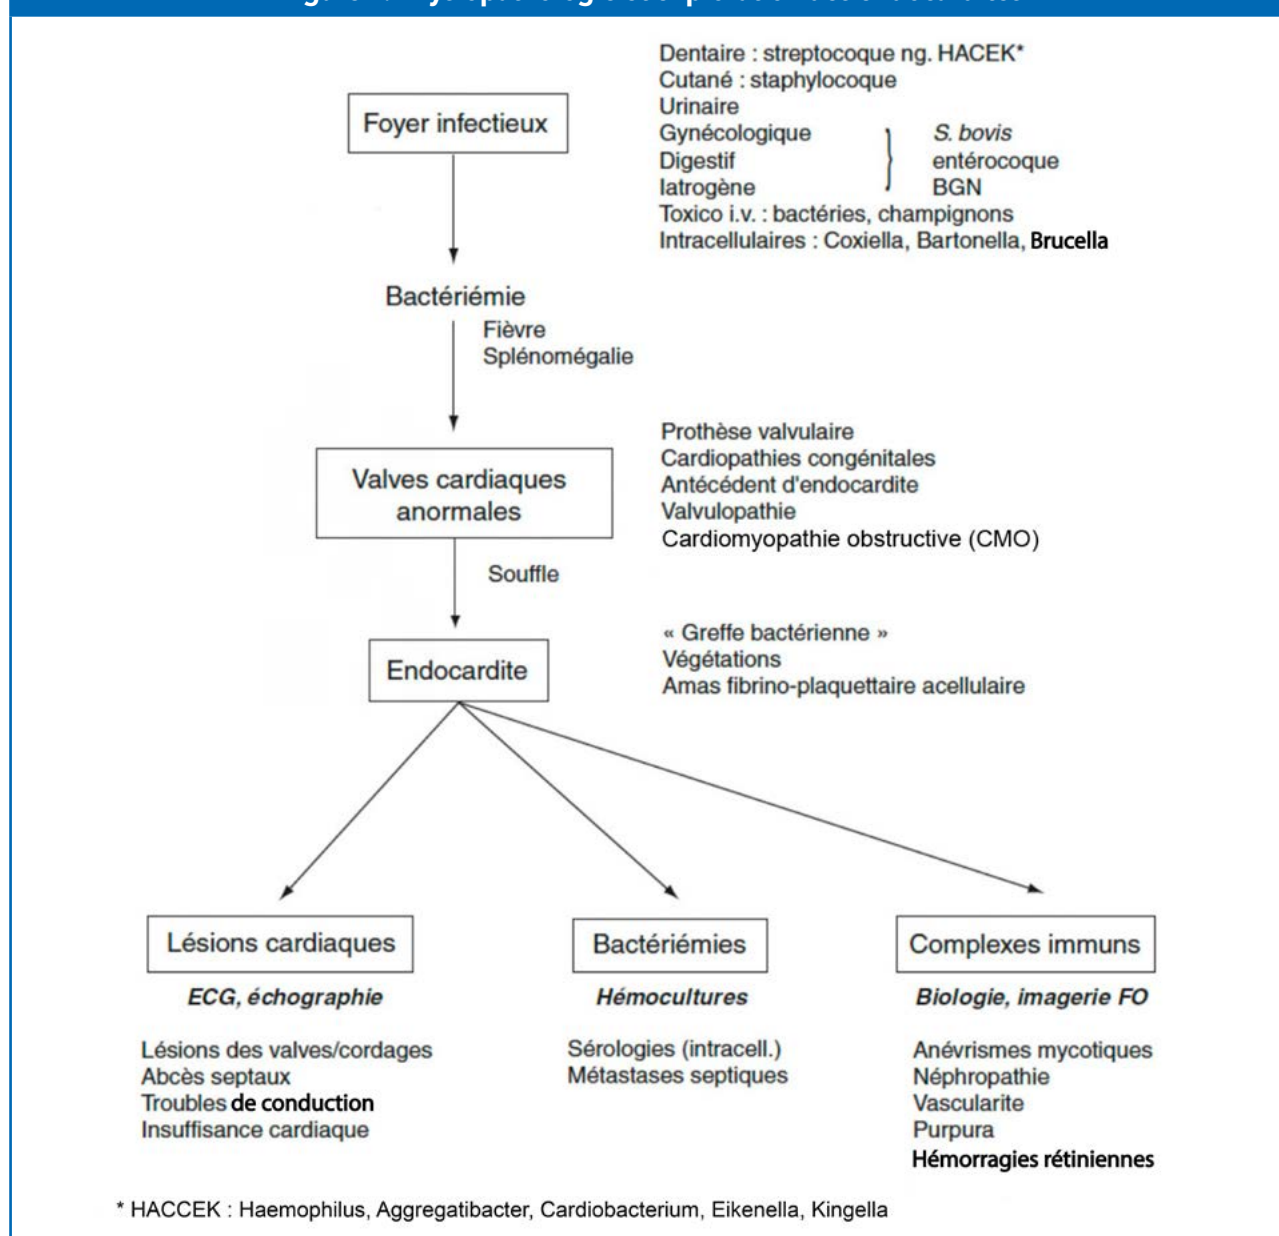 Foyer infectieux
Dentaire : streptocoque ng. HACEK*
Cutané : staphylocoque
Urinaire
Gynécologique
Digestif
Iatrogène
S. bovis
entérocoque
BGN
Toxico i.v. : bactéries, champignons
Intracellulaires : Coxiella, Bartonella, Brucella
Bactériémie
Fièvre
Splénomégalie
Valves cardiaques
anormales
Prothèse valvulaire
Cardiopathies congénitales
Antécédent d'endocardite
Valvulopathie
Cardiomyopathie obstructive (CMO)
Souffle
Endocardite
« Greffe bactérienne »
Végétations
Amas fibrino-plaquettaire acellulaire
Lésions cardiaques
ECG, échographie
Lésions des valves/cordages
Abcès septaux
Troubles de conduction
Insuffisance cardiaque
Bactériémies
Hémocultures
Sérologies (intracell.)
Métastases septiques
Complexes immuns
Biologie, imagerie FO
Anévrismes mycotiques
Néphropathie
Vascularite
Purpura
Hémorragies rétiniennes
* HACCEK : Haemophilus, Aggregatibacter, Cardiobacterium, Eikenella, Kingella